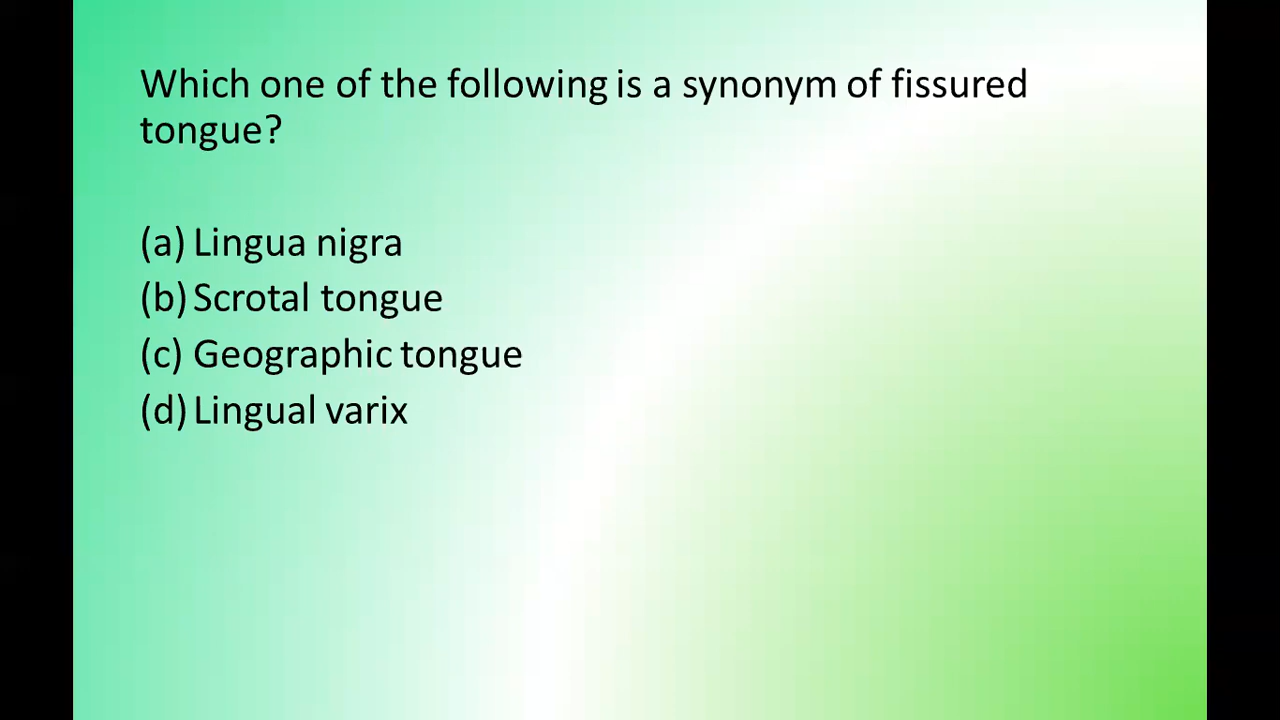 Which one of the following is a synonym of fissured
tongue?
(a) Lingua nigra
(b) Scrotal tongue
(c) Geographic tongue
(d) Lingual varix